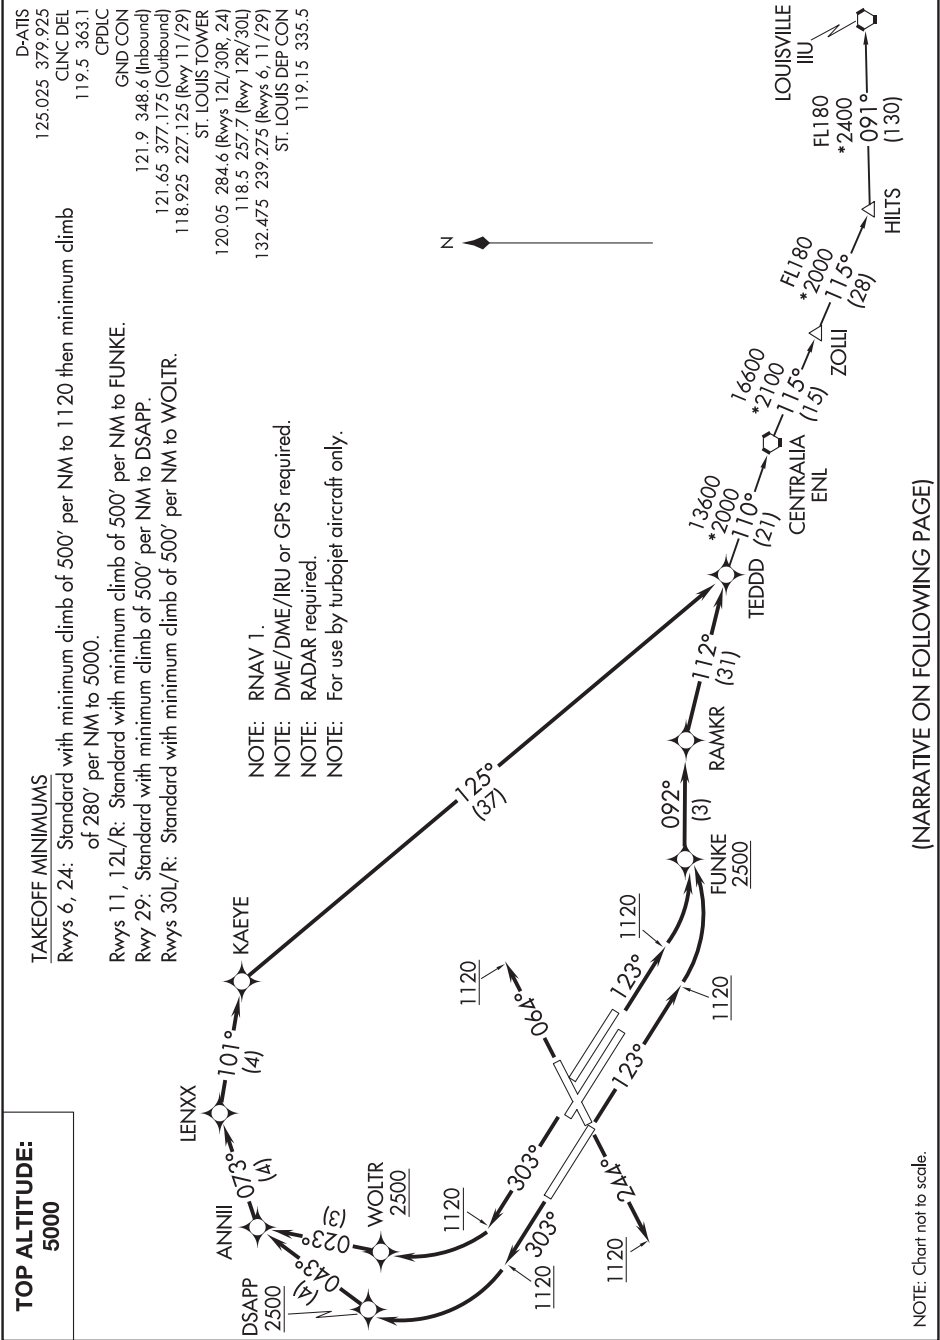 TOP ALTITUDE:
5000
TAKEOFF MINIMUMS
Rwys 6, 24: Standard with minimum climb of 500' per NM to 1120 then minimum climb
of 280' per NM to 5000.
Rwys 11, 12L/R: Standard with minimum climb of 500' per NM to FUNKE.
Rwy 29: Standard with minimum climb of 500' per NM to DSAPP.
Rwys 30L/R: Standard with minimum climb of 500' per NM to WOLTR.
D-ATIS
125.025 379.925
CLNC DEL
119.5 363.1
CPDLC
GND CON
121.9 348.6 (Inbound)
121.65 377.175 (Outbound)
118.925 227.125 (Rwy 11/29)
ST. LOUIS TOWER
120.05 284.6 (Rwys 12L/30R, 24)
118.5 257.7 (Rwy 12R/30L)
132.475 239.275 (Rwys 6, 11/29)
ST. LOUIS DEP CON
119.15 335.5
NOTE: RNAV 1.
NOTE: DME/DME/IRU or GPS required.
NOTE: RADAR required.
NOTE: For use by turbojet aircraft only.
N
LENXX
101°
(4)
KAEYE
073°
(4)
ANNII
023°
(3)
043°
(4)
WOLTR
2500
DSAPP
2500
125°
(37)
1120
303°
1120
303°
1120
244°
1120
064°
1120
123°
1120
123°
FUNKE
2500
092°
(3)
RAMKR
112°
(31)
TEDDD
13600
*2000
110°
(21)
CENTRALIA
ENL
16600
*2100
115°
(15)
ZOLLI
FL180
*2000
115°
(28)
HILTS
FL180
*2400
091°
(130)
LOUISVILLE
IIU
NOTE: Chart not to scale.
(NARRATIVE ON FOLLOWING PAGE)